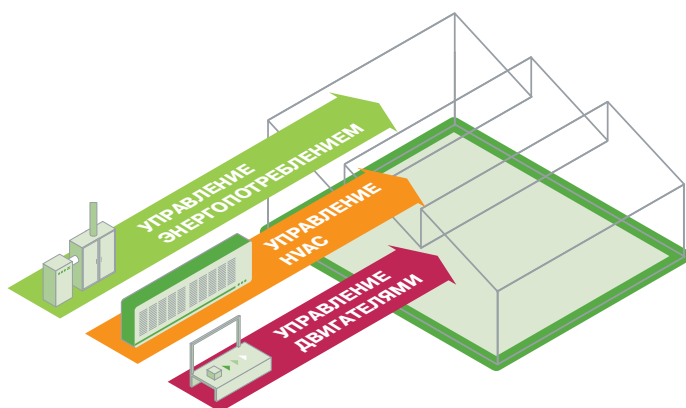 УПРАВЛЕНИЕ
ЭНЕРГОПОТРЕБЛЕНИЕМ
УПРАВЛЕНИЕ
HVAC
УПРАВЛЕНИЕ
ДВИГАТЕЛЯМИ